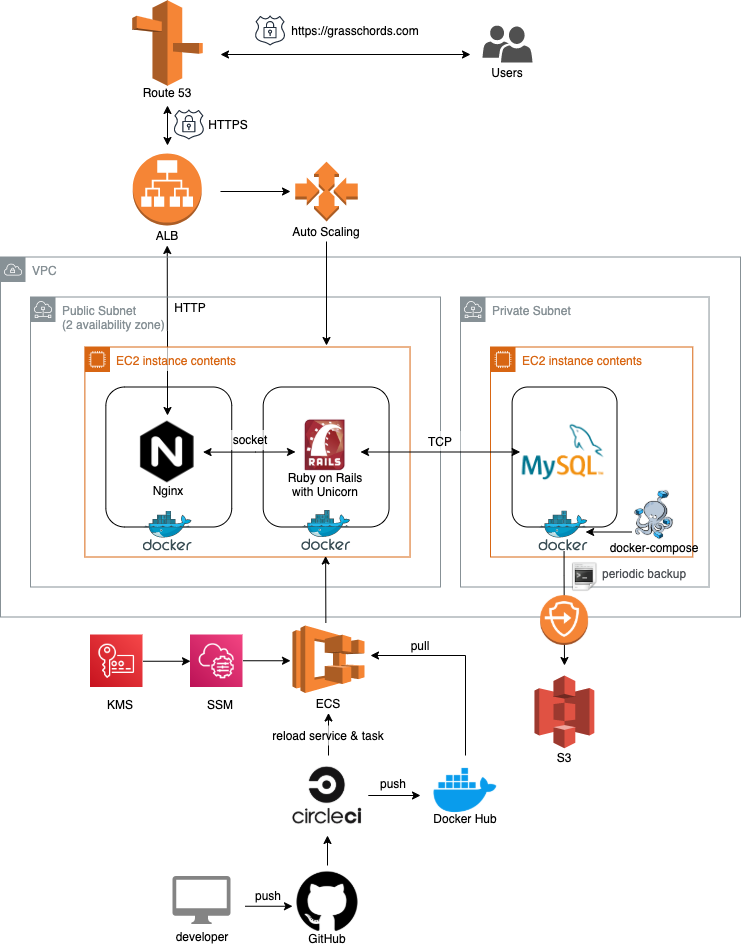 https://grasschords.com
Users
Route 53
HTTPS
ALB
Auto Scaling
VPC
HTTP
Public Subnet
(2 availability zone)
Private Subnet
EC2 instance contents
EC2 instance contents
N
Nginx
socket
RAILS
Ruby on Rails
with Unicorn
TCP
MySQL
docker
docker
docker
docker-compose
periodic backup
KMS
SSM
ECS
pull
S3
reload service & task
circleci
push
Docker Hub
developer
push
GitHub